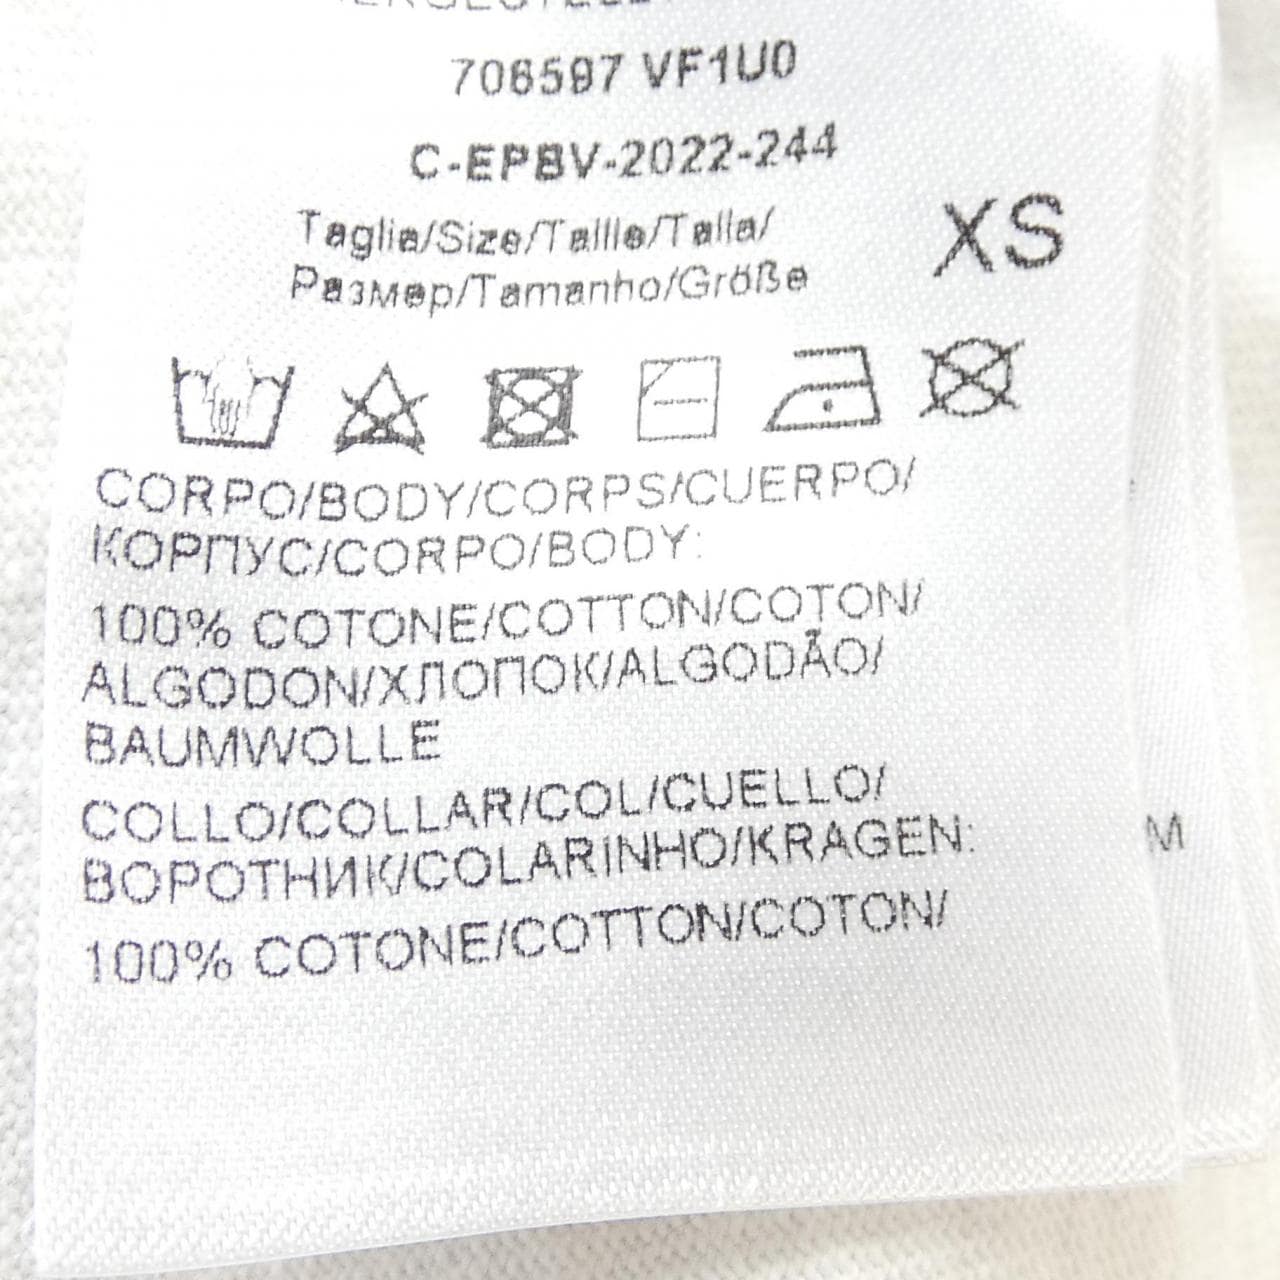 706597 VF1U0
C-EPBV-2022-244
Taglia/Size/Taille/Talla/
Размер/Tamanho/Größe
XS
CORPO/BODY/CORPS/CUERPO/
КОРПУС/CORPO/BODY:
100% COTONE/COTTON/COTON/
ALGODON/ХЛОПОК/ALGODÃO/
BAUMWOLLE
COLLO/COLLAR/COL/CUELLO/
ВОРОТНИК/COLARINHO/KRAGEN:
M
100% COTONE/COTTON/COTON/